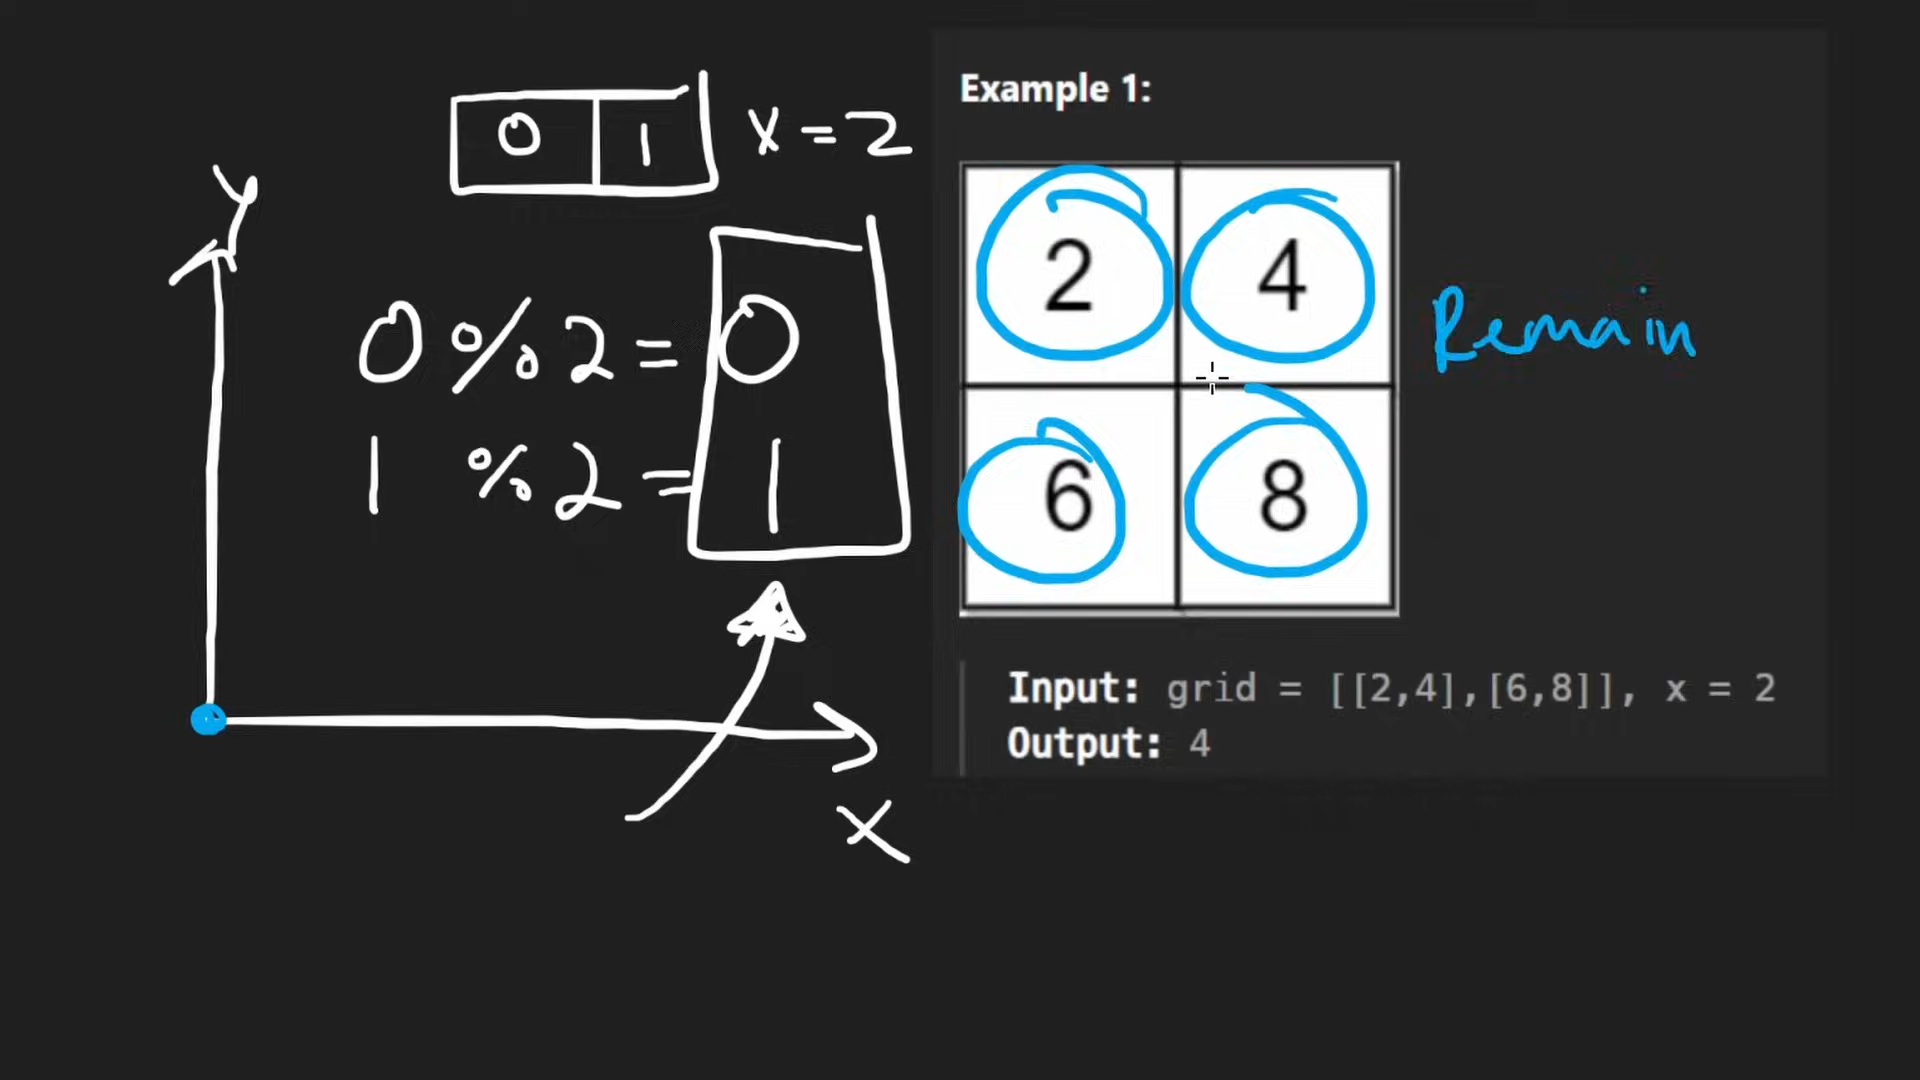 0 1 x = 2
y
0 % 2 = 0
1 % 2 = 1
x
Example 1:
2 4
6 8
Remain
Input: grid = [[2,4],[6,8]], x = 2
Output: 4